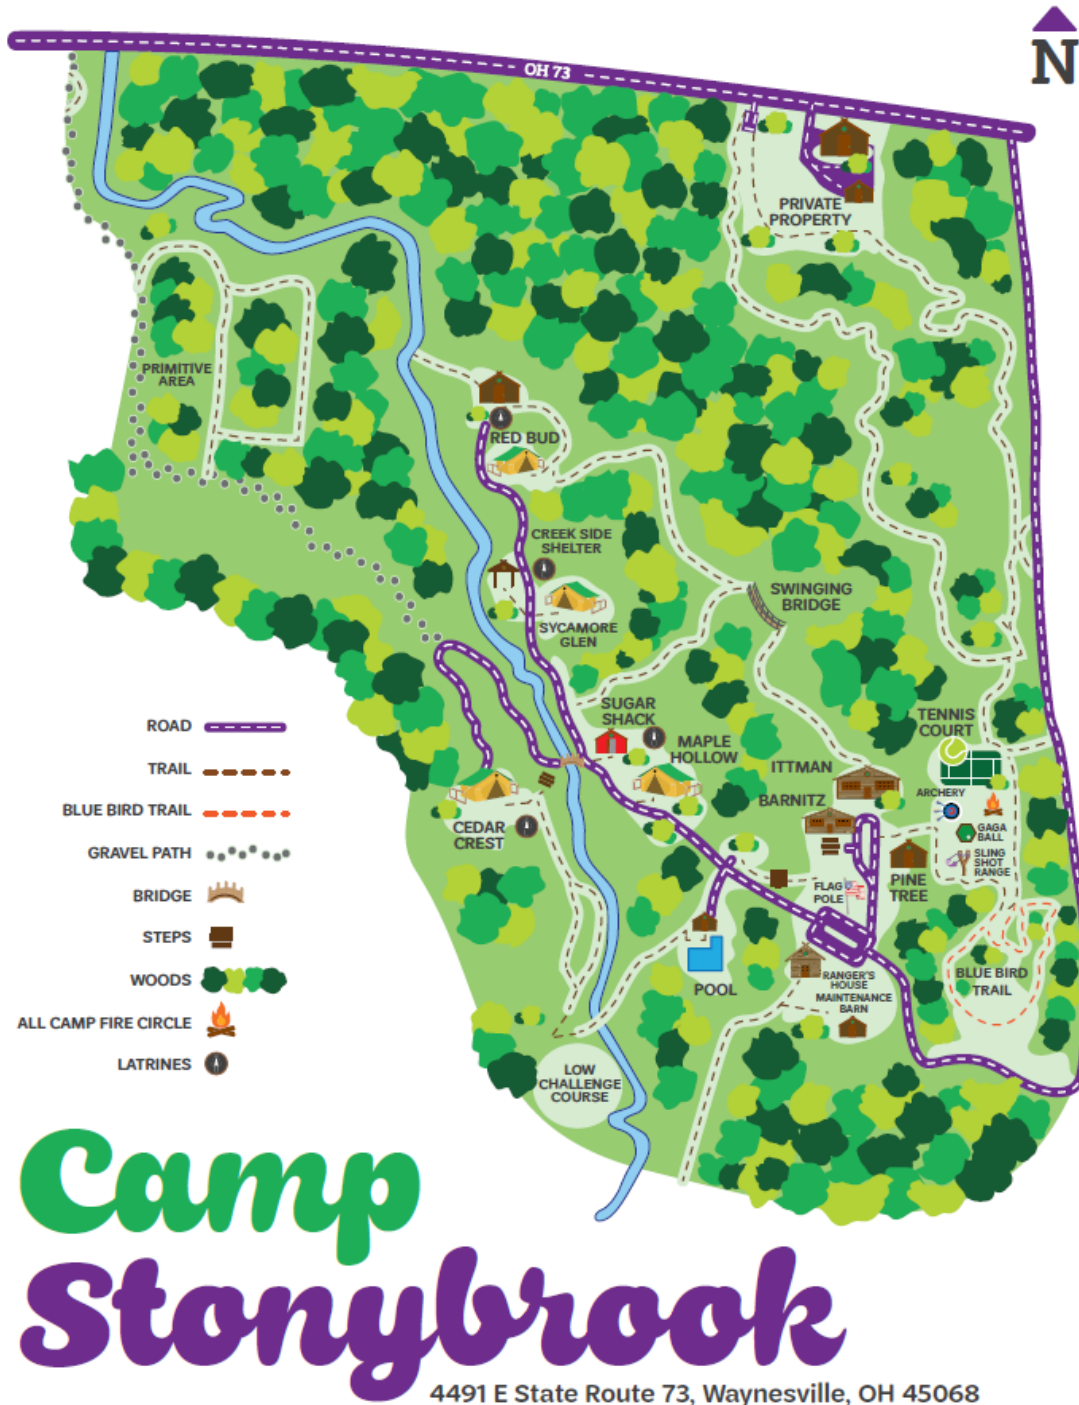 N
OH 73
PRIVATE
PROPERTY
PRIMITIVE
AREA
RED BUD
CREEK SIDE
SHELTER
SWINGING
BRIDGE
SYCAMORE
GLEN
SUGAR
SHACK
MAPLE
HOLLOW
TENNIS
COURT
ITTMAN
BARNITZ
ARCHERY
GAGA
BALL
SLING
SHOT
RANGE
CEDAR
CREST
PINE
TREE
FLAG
POLE
POOL
RANGER'S
HOUSE
MAINTENANCE
BARN
BLUE BIRD
TRAIL
LOW
CHALLENGE
COURSE
ROAD
TRAIL
BLUE BIRD TRAIL
GRAVEL PATH
BRIDGE
STEPS
WOODS
ALL CAMP FIRE CIRCLE
LATRINES
Camp
Stonybrook
4491 E State Route 73, Waynesville, OH 45068